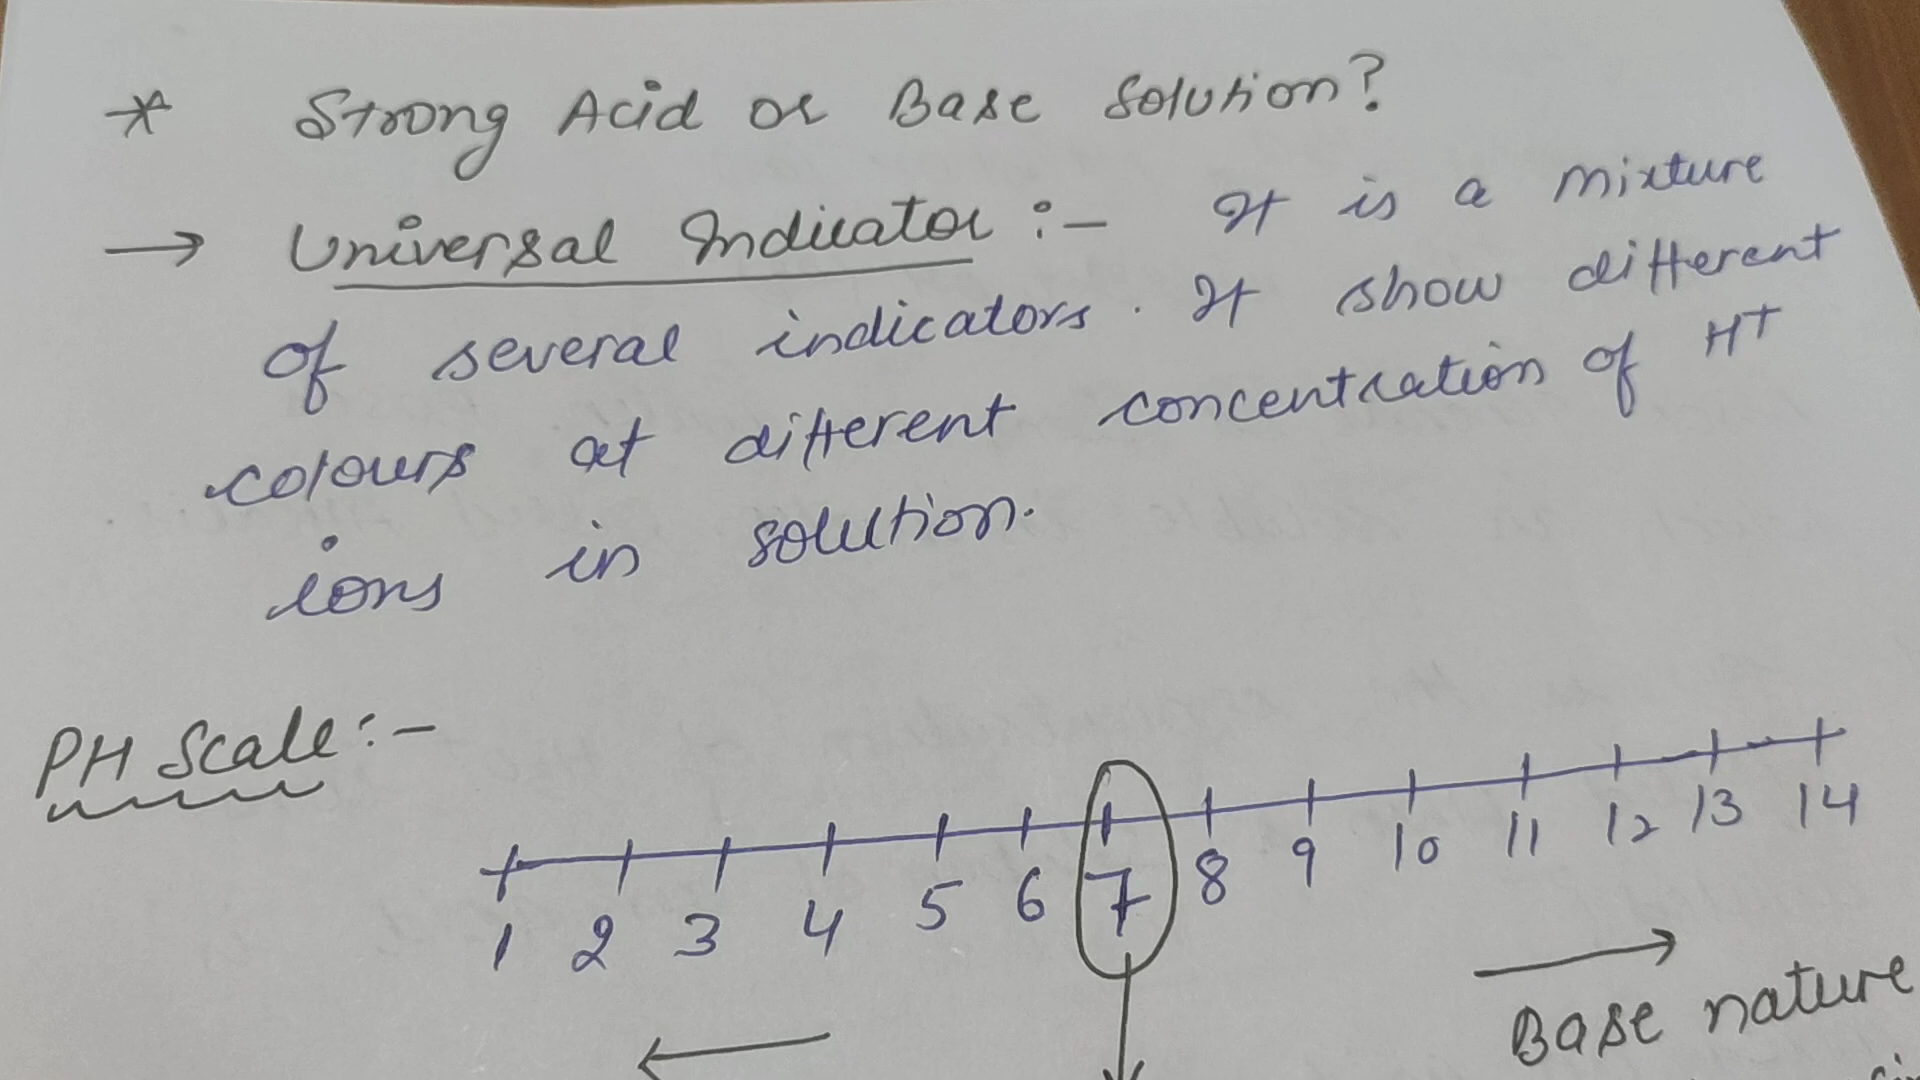 * Strong Acid or Base Solution?
→ Universal Indicator :- It is a mixture
of several indicators. It show different
colours at different concentration of H+
ions in solution.
PH Scale:-
1 2 3 4 5 6 7 8 9 10 11 12 13 14
Base nature